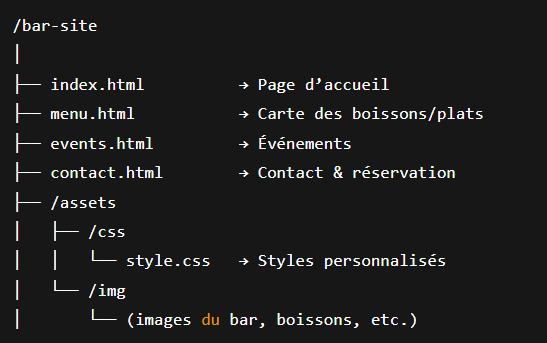 /bar-site
│
├── index.html → Page d’accueil
├── menu.html → Carte des boissons/plats
├── events.html → Événements
├── contact.html → Contact & réservation
├── /assets
│   ├── /css
│   │   └── style.css → Styles personnalisés
│   └── /img
│       └── (images du bar, boissons, etc.)